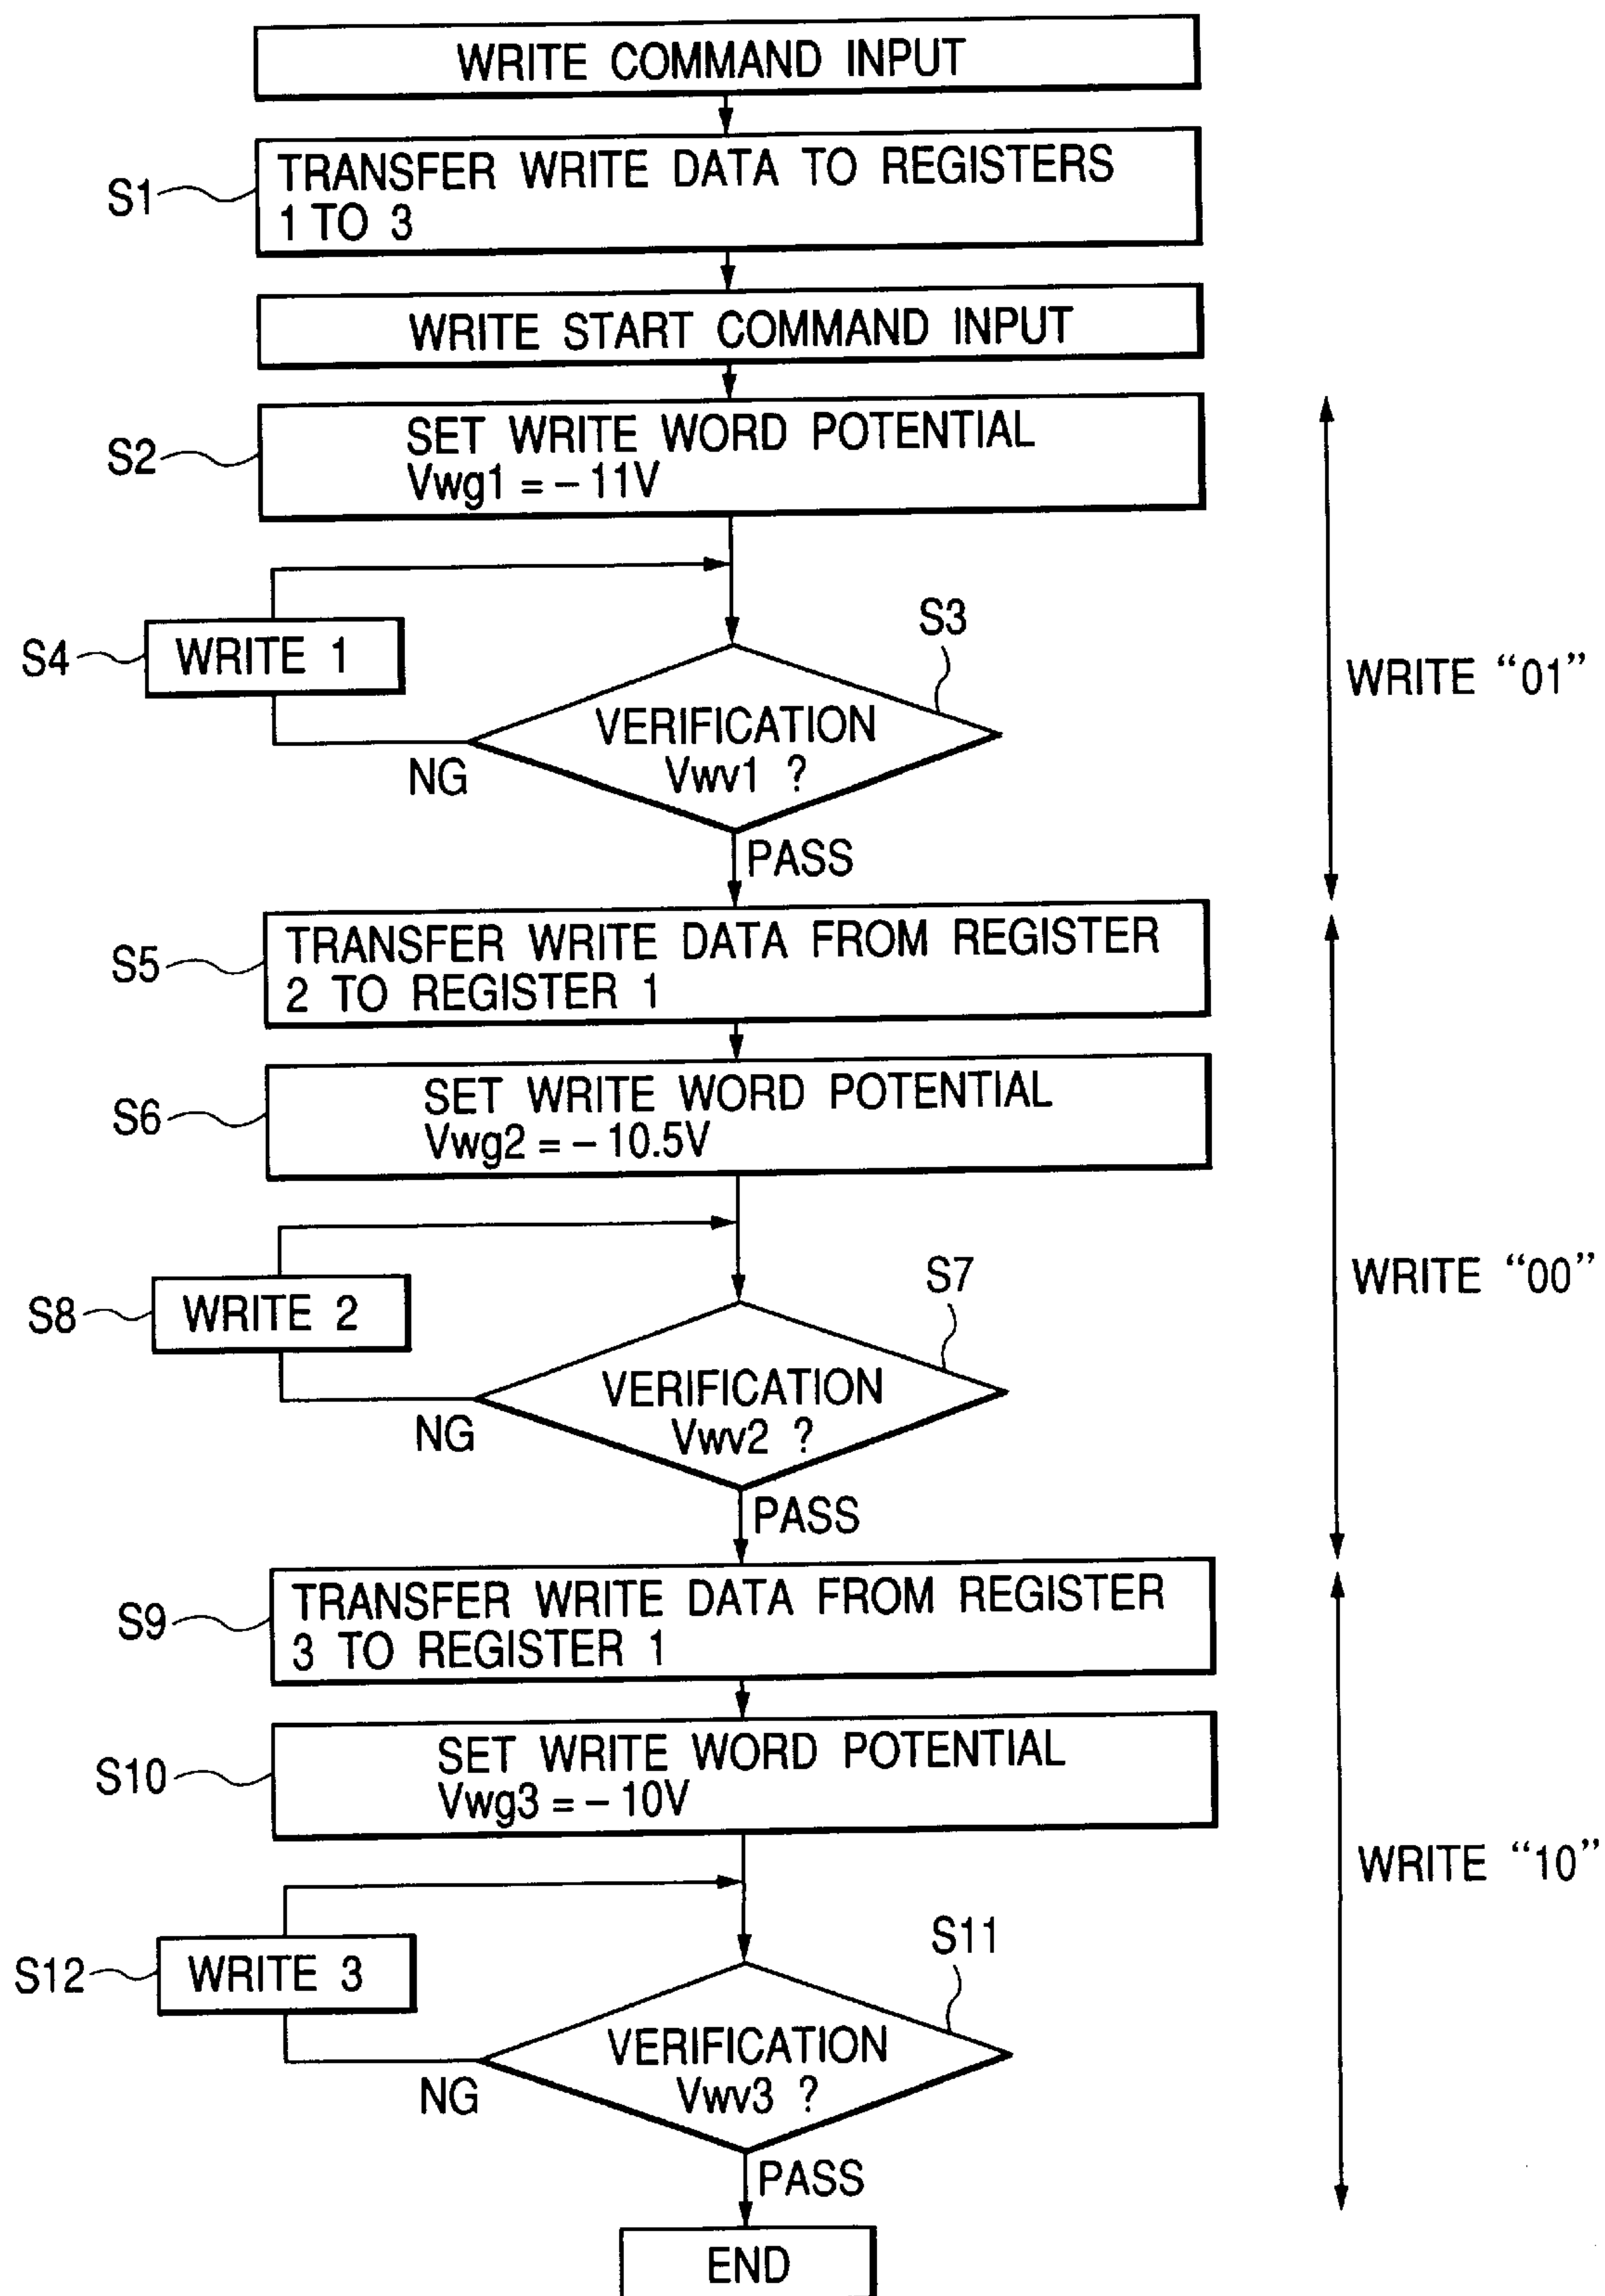 WRITE COMMAND INPUT
S1
TRANSFER WRITE DATA TO REGISTERS
1 TO 3
WRITE START COMMAND INPUT
S2
SET WRITE WORD POTENTIAL
Vwg1 = – 11V
S3
S4
WRITE 1
WRITE “01”
VERIFICATION
Vwv1 ?
NG
PASS
S5
TRANSFER WRITE DATA FROM REGISTER
2 TO REGISTER 1
S6
SET WRITE WORD POTENTIAL
Vwg2 = – 10.5V
S7
S8
WRITE 2
WRITE “00”
VERIFICATION
Vwv2 ?
NG
PASS
S9
TRANSFER WRITE DATA FROM REGISTER
3 TO REGISTER 1
S10
SET WRITE WORD POTENTIAL
Vwg3 = – 10V
WRITE “10”
S11
S12
WRITE 3
VERIFICATION
Vwv3 ?
NG
PASS
END